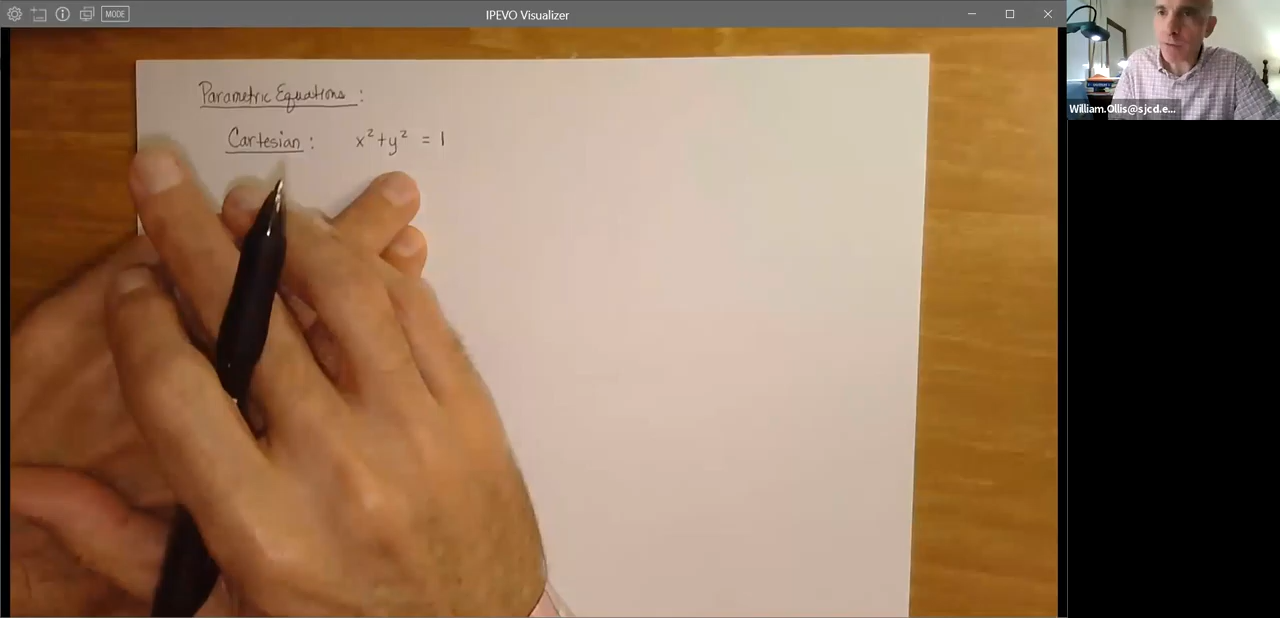 MODE
IPEVO Visualizer
Parametric Equations :
Cartesian : x² + y² = 1
William.Ollis@sjcd.e...